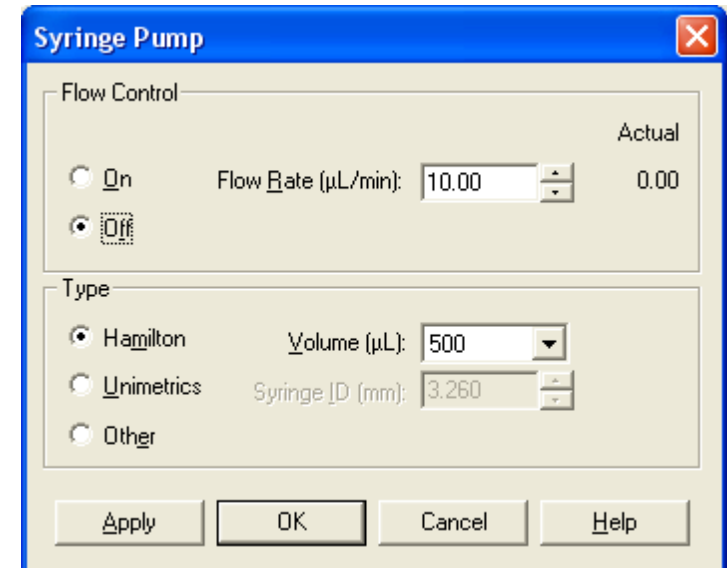 Syringe Pump
Flow Control
Actual
On
Flow Rate (µL/min): 10.00 0.00
Off
Type
Hamilton Volume (µL): 500
Unimetrics Syringe ID (mm): 3.260
Other
Apply OK Cancel Help